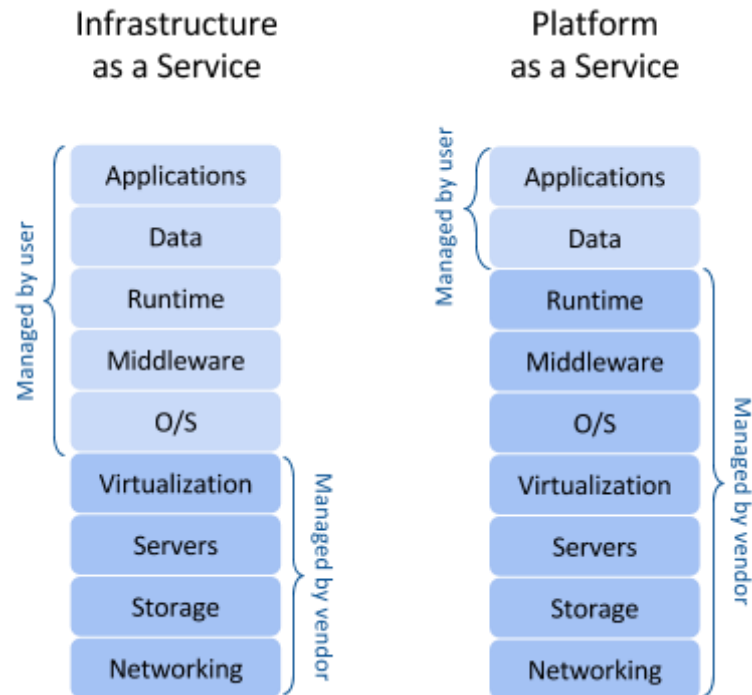 Infrastructure
as a Service
Managed by user
Applications
Data
Runtime
Middleware
O/S
Virtualization
Servers
Storage
Networking
Managed by vendor
Platform
as a Service
Managed by user
Applications
Data
Runtime
Middleware
O/S
Virtualization
Servers
Storage
Networking
Managed by vendor